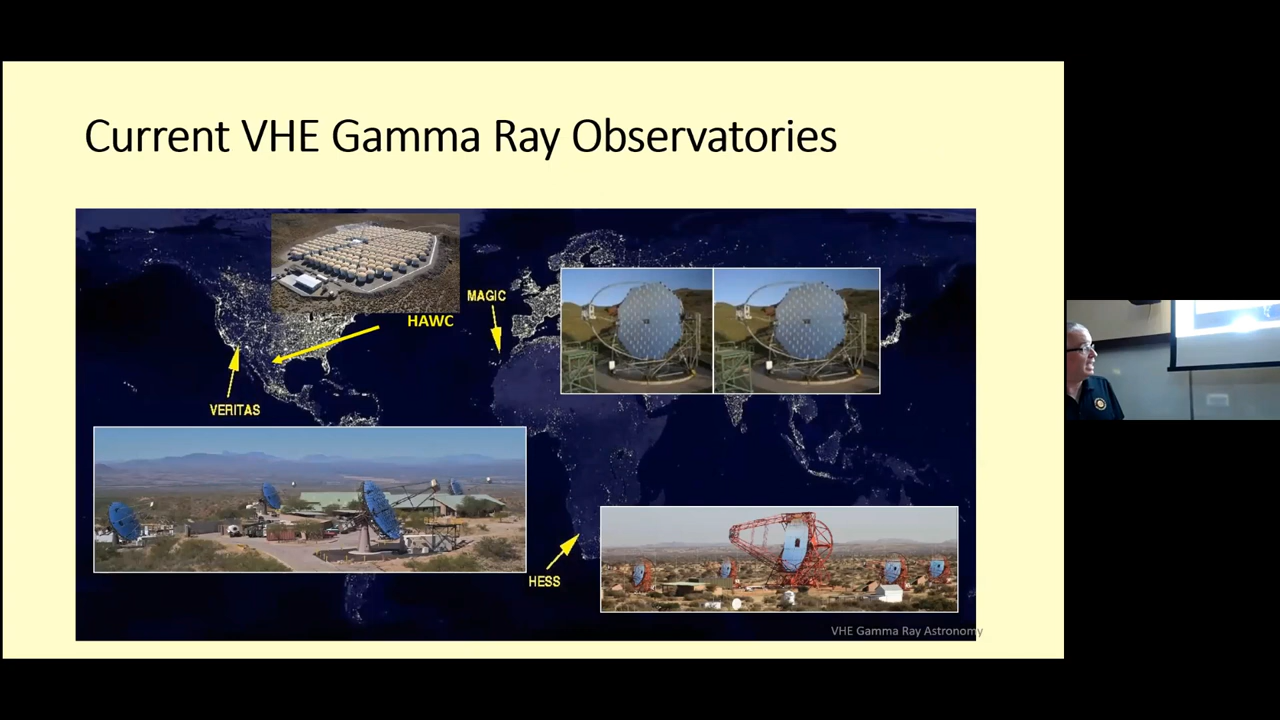 Current VHE Gamma Ray Observatories
MAGIC
HAWC
VERITAS
HESS
VHE Gamma Ray Astronomy